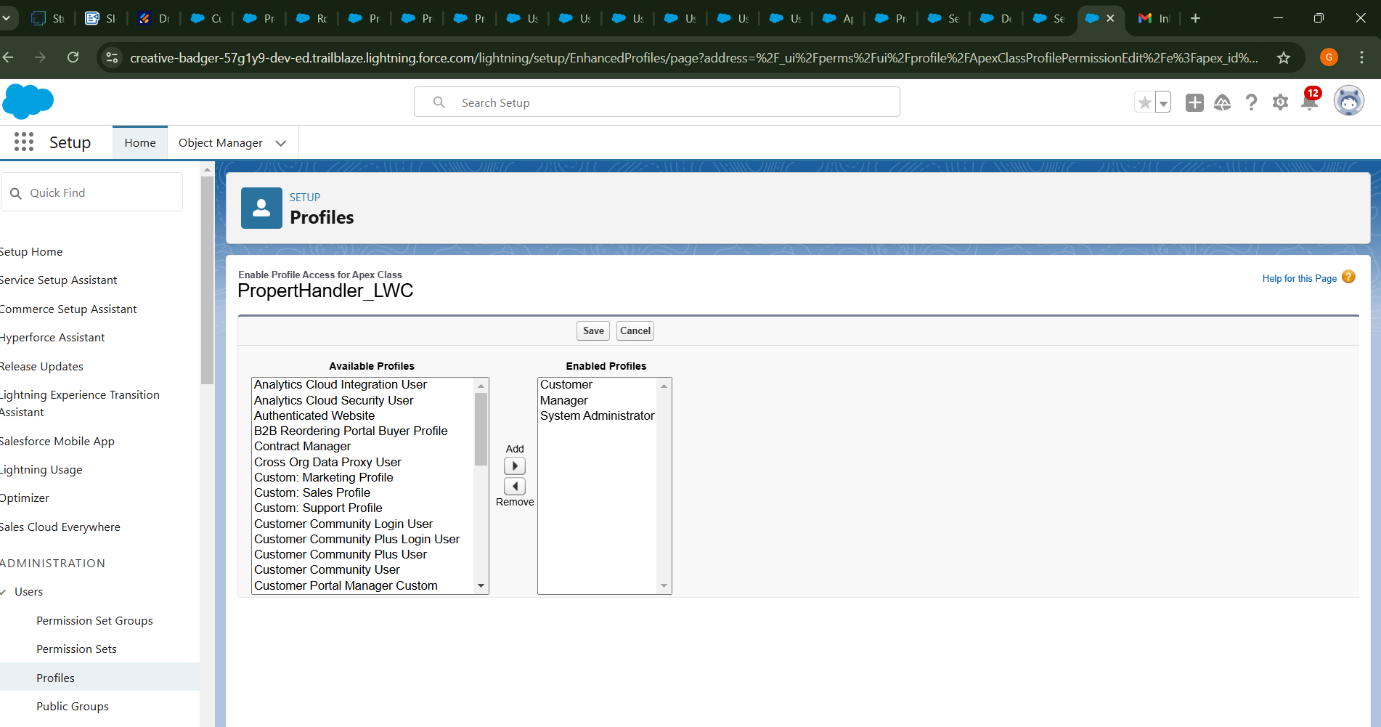 Sl
Di
Cu
Pr
Ro
Pr
Pr
Pr
Us
Us
Us
Us
Us
Us
Ap
Pr
Se
De
Se
In
creative-badger-57g1y9-dev-ed.trailblaze.lightning.force.com/lightning/setup/EnhancedProfiles/page?address=%2F_ui%2Fperms%2Fui%2Fprofile%2FApexClassProfilePermissionEdit%2Fe%3Fapex_id%...
G
Search Setup
12
Setup
Home
Object Manager
Quick Find
SETUP
Profiles
Setup Home
Service Setup Assistant
Commerce Setup Assistant
Hyperforce Assistant
Release Updates
Lightning Experience Transition
Assistant
Salesforce Mobile App
Lightning Usage
Optimizer
Sales Cloud Everywhere
ADMINISTRATION
Users
Permission Set Groups
Permission Sets
Profiles
Public Groups
Enable Profile Access for Apex Class
PropertHandler_LWC
Help for this Page
Save Cancel
Available Profiles
Analytics Cloud Integration User
Analytics Cloud Security User
Authenticated Website
B2B Reordering Portal Buyer Profile
Contract Manager
Cross Org Data Proxy User
Custom: Marketing Profile
Custom: Sales Profile
Custom: Support Profile
Customer Community Login User
Customer Community Plus Login User
Customer Community Plus User
Customer Community User
Customer Portal Manager Custom
Add
Remove
Enabled Profiles
Customer
Manager
System Administrator